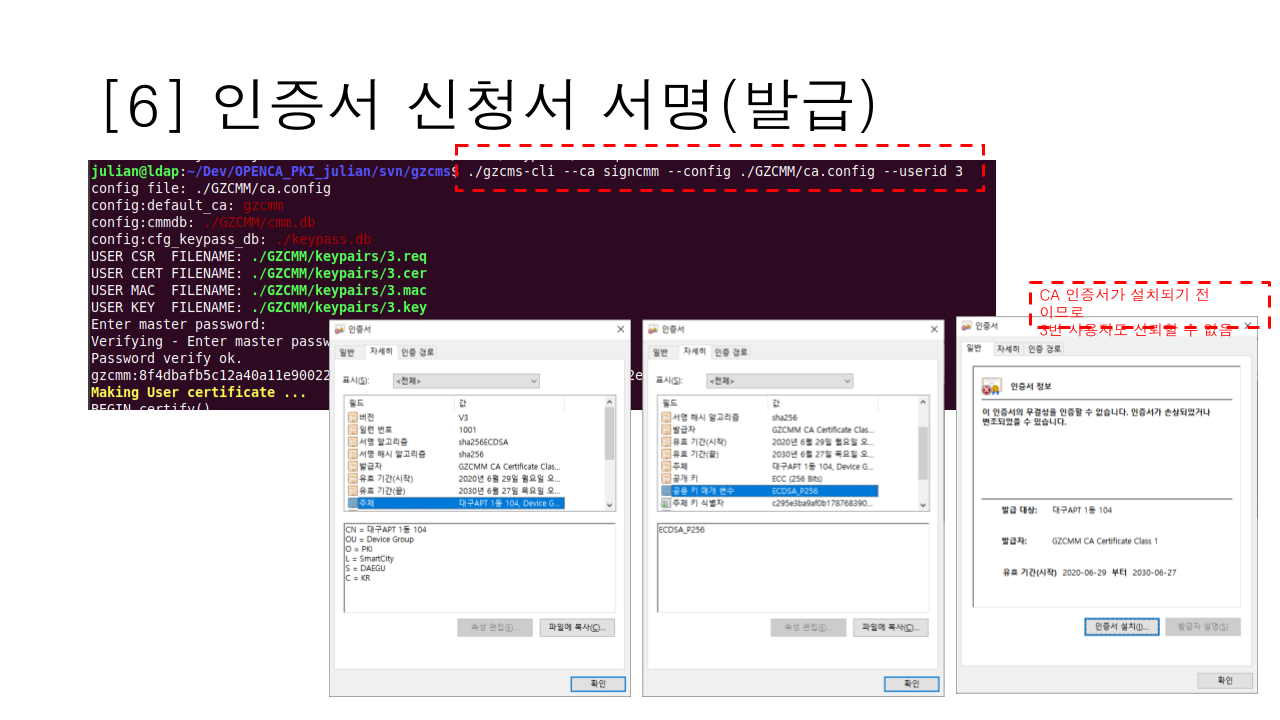 [6] 인증서 신청서 서명(발급)
julian@ldap:~/Dev/OPENCA_PKI_julian/svn/gzcms$ ./gzcms-cli --ca signcmm --config ./GZCMM/ca.config --userid 3
config file: ./GZCMM/ca.config
config:default_ca: gzcmm
config:cmmdb: ./GZCMM/cmm.db
config:cfg_keypass_db: ./keypass.db
USER CSR  FILENAME: ./GZCMM/keypairs/3.req
USER CERT FILENAME: ./GZCMM/keypairs/3.cer
USER MAC  FILENAME: ./GZCMM/keypairs/3.mac
USER KEY  FILENAME: ./GZCMM/keypairs/3.key
Enter master password:
Verifying - Enter master passw
Password verify ok.
gzcmm:8f4dbafb5c12a40a11e90022
Making User certificate ...
BEGIN certify()
CA 인증서가 설치되기 전
이므로
3번 사용자도 신뢰할 수 없음
인증서
일반 자세히 인증 경로
표시(S): <전체>
필드 값
버전 V3
일련 번호 1001
서명 알고리즘 sha256ECDSA
서명 해시 알고리즘 sha256
발급자 GZCMM CA Certificate Clas...
유효 기간(시작) 2020년 6월 29일 월요일 오...
유효 기간(끝) 2030년 6월 27일 목요일 오...
주체 대구APT 1동 104, Device G...
CN = 대구APT 1동 104
OU = Device Group
O = PKI
L = SmartCity
S = DAEGU
C = KR
속성 편집(E)... 파일에 복사(C)...
확인
인증서
일반 자세히 인증 경로
표시(S): <전체>
필드 값
서명 해시 알고리즘 sha256
발급자 GZCMM CA Certificate Clas...
유효 기간(시작) 2020년 6월 29일 월요일 오...
유효 기간(끝) 2030년 6월 27일 목요일 오...
주체 대구APT 1동 104, Device G...
공개 키 ECC (256 Bits)
공용 키 매개 변수 ECDSA_P256
주체 키 식별자 c295e3ba9af0b178768390...
ECDSA_P256
속성 편집(E)... 파일에 복사(C)...
확인
인증서
일반 자세히 인증 경로
인증서 정보
이 인증서의 무결성을 인증할 수 없습니다. 인증서가 손상되었거나
변조되었을 수 있습니다.
발급 대상: 대구APT 1동 104
발급자: GZCMM CA Certificate Class 1
유효 기간(시작) 2020-06-29 부터 2030-06-27
인증서 설치(I)... 발급자 설명(S)
확인